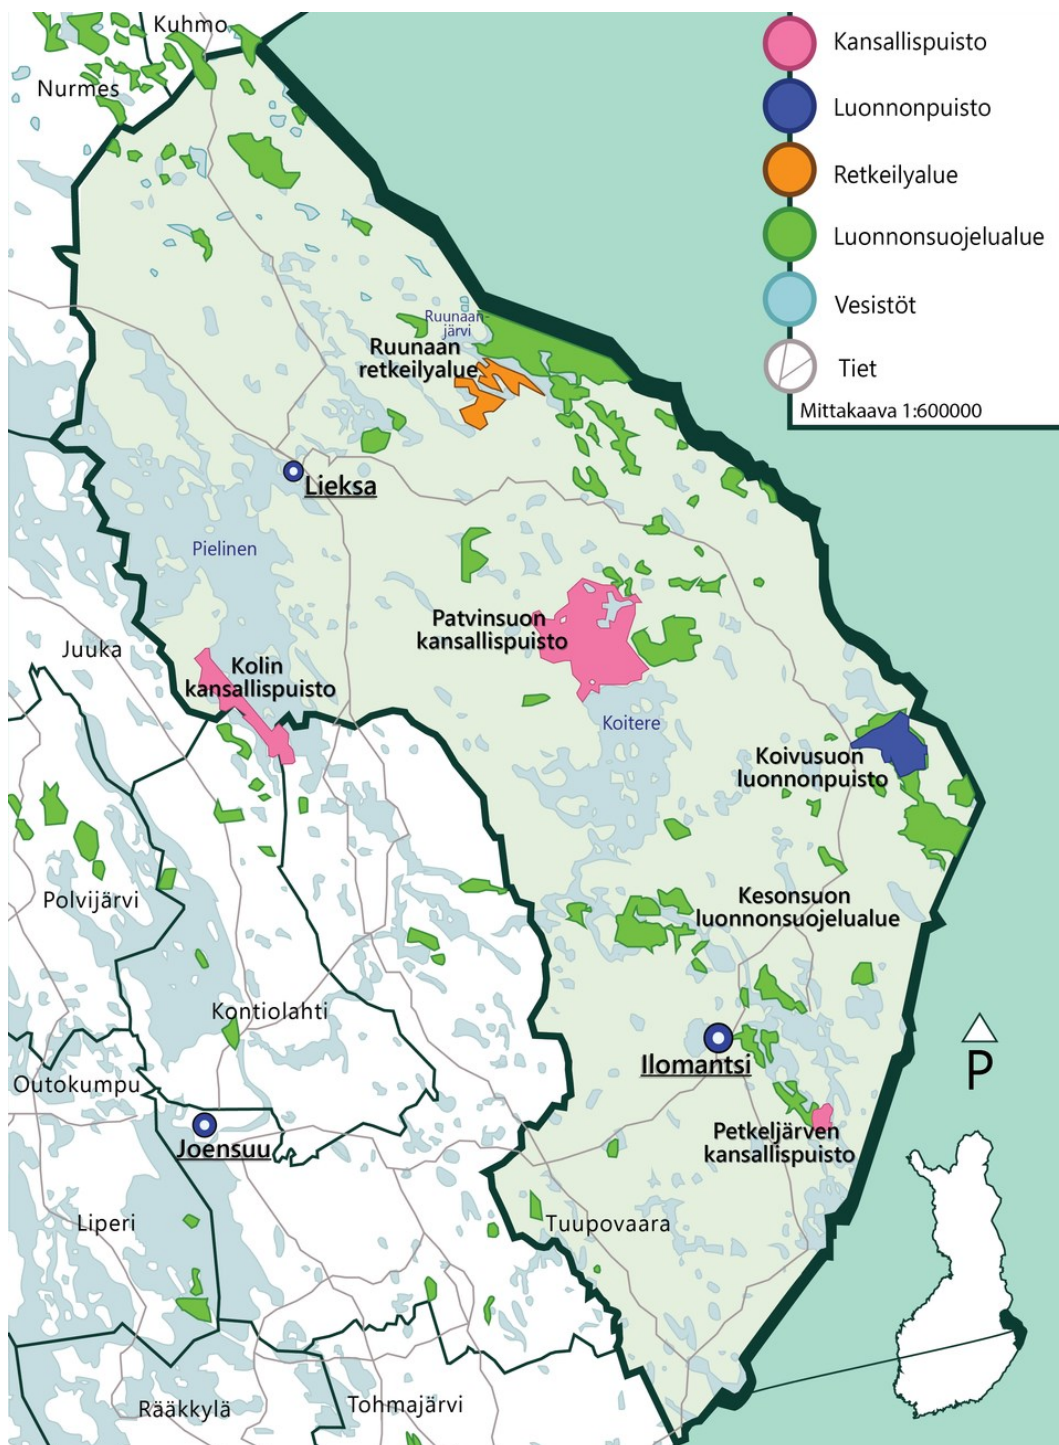 Kuhmo
Nurmes
Kansallispuisto
Luonnonpuisto
Retkeilyalue
Luonnonsuojelualue
Vesistöt
Tiet
Mittakaava 1:600000
Ruunaan-
järvi
Ruunaan
retkeilyalue
Lieksa
Pielinen
Patvinsuon
kansallispuisto
Juuka
Kolin
kansallispuisto
Koitere
Koivusuon
luonnonpuisto
Kesonsuon
luonnonsuojelualue
Polvijärvi
Kontiolahti
Ilomantsi
P
Outokumpu
Joensuu
Petkeljärven
kansallispuisto
Liperi
Tuupovaara
Rääkkylä
Tohmajärvi